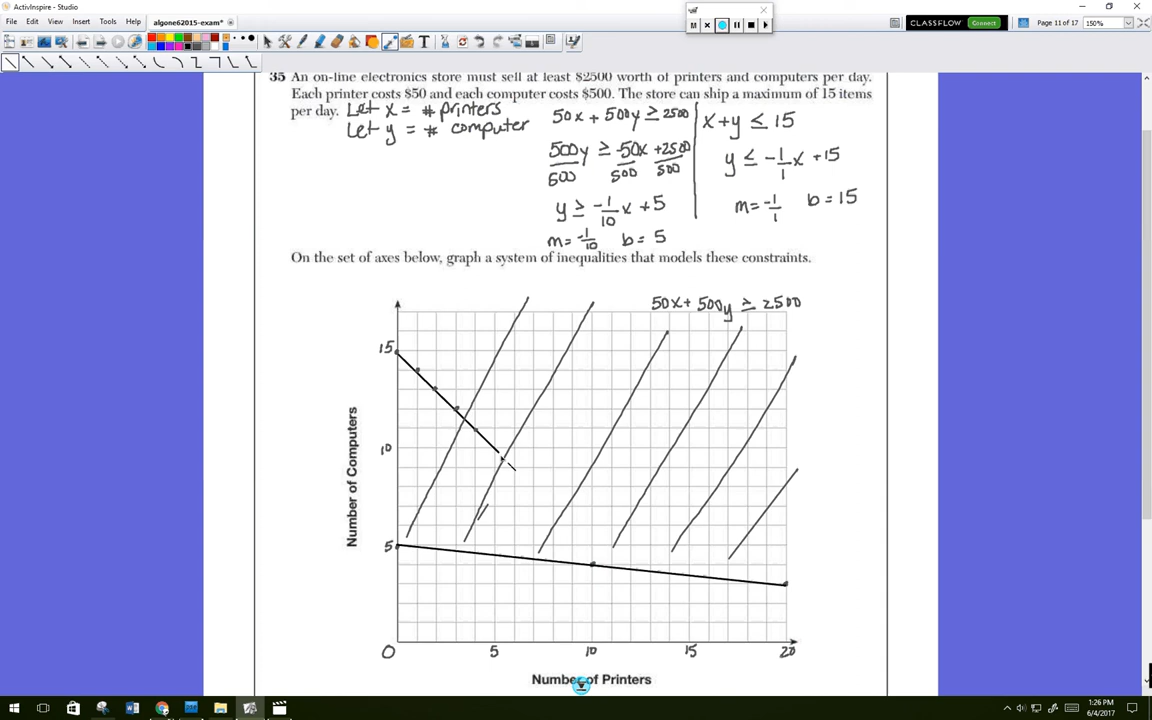 ActivInspire - Studio
File Edit View Insert Tools Help
algone62015-exam*
CLASSFLOW Connect
Page 11 of 17
150%
35 An on-line electronics store must sell at least $2500 worth of printers and computers per day.
Each printer costs $50 and each computer costs $500. The store can ship a maximum of 15 items
per day.
Let x = # printers
Let y = # computer
50x + 500y ≥ 2500
500y ≥ -50x +2500
500 500 500
y ≥ -1/10 x + 5
m = -1/10 b = 5
x + y ≤ 15
y ≤ -1/1 x + 15
m = -1/1 b = 15
On the set of axes below, graph a system of inequalities that models these constraints.
50x + 500y ≥ 2500
15
10
5
Number of Computers
0 5 10 15 20
Number of Printers
1:26 PM
6/4/2017